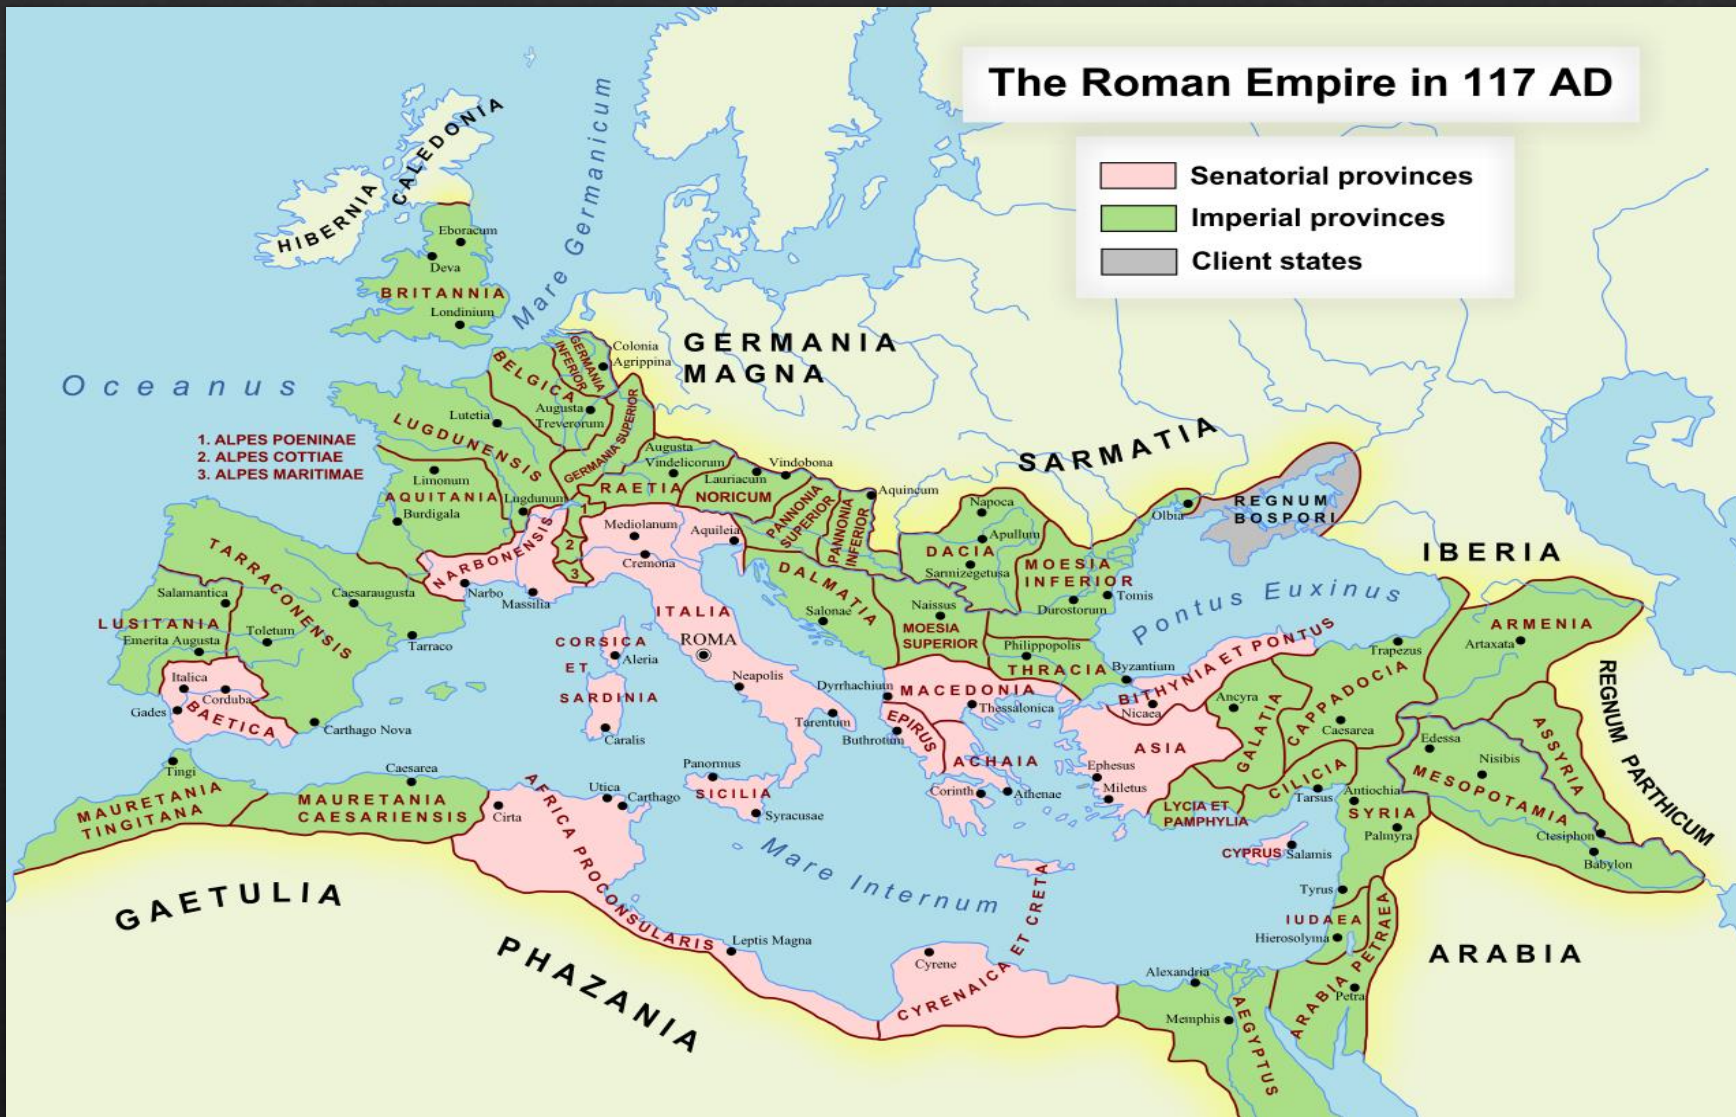 The Roman Empire in 117 AD
Senatorial provinces
Imperial provinces
Client states
HIBERNIA
CALEDONIA
Mare Germanicum
Eboracum
Deva
BRITANNIA
Londinium
Oceanus
1. ALPES POENINAE
2. ALPES COTTIAE
3. ALPES MARITIMAE
GERMANIA
MAGNA
SARMATIA
GERMANIA
INFERIOR
Colonia
Agrippina
BELGICA
Augusta
Treverorum
Lutetia
LUGDUNENSIS
GERMANIA SUPERIOR
Limonum
AQUITANIA
Burdigala
Lugdunum
NARBONENSIS
Narbo
Massilia
1
2
3
Augusta
Vindelicorum
RAETIA
Lauriacum
NORICUM
Vindobona
PANNONIA
SUPERIOR
PANNONIA
INFERIOR
Aquincum
Mediolanum
Aquileia
Cremona
ITALIA
ROMA
Neapolis
Tarentum
CORSICA
ET
SARDINIA
Aleria
Caralis
Panormus
SICILIA
Syracusae
DALMATIA
Salonae
Napoca
Apullum
DACIA
Sarmizegetusa
MOESIA
INFERIOR
Tomis
Durostorum
Naissus
MOESIA
SUPERIOR
Philippopolis
THRACIA
Byzantium
Olbia
REGNUM
BOSPORI
Pontus Euxinus
IBERIA
ARMENIA
Artaxata
REGNUM PARTHICUM
Dyrrhachium
MACEDONIA
Thessalonica
EPIRUS
Buthrotum
ACHAIA
Corinth
Athenae
BITHYNIA ET PONTUS
Nicaea
Trapezus
Ancyra
GALATIA
CAPPADOCIA
Caesarea
ASIA
Ephesus
Miletus
LYCIA ET
PAMPHYLIA
CILICIA
Tarsus
Antiochia
SYRIA
Palmyra
CYPRUS
Salamis
Edessa
Nisibis
MESOPOTAMIA
ASSYRIA
Ctesiphon
Babylon
Tyrus
IUDAEA
Hierosolyma
ARABIA PETRAEA
Petra
ARABIA
TARRACONENSIS
Salamantica
Caesaraugusta
LUSITANIA
Toletum
Emerita Augusta
Tarraco
Italica
Corduba
Gades
BAETICA
Carthago Nova
Tingi
MAURETANIA
TINGITANA
Caesarea
MAURETANIA
CAESARIENSIS
Cirta
Utica
Carthago
AFRICA PROCONSULARIS
Leptis Magna
GAETULIA
PHAZANIA
Mare Internum
Cyrene
CYRENAICA ET CRETA
Alexandria
Memphis
AEGYPTUS